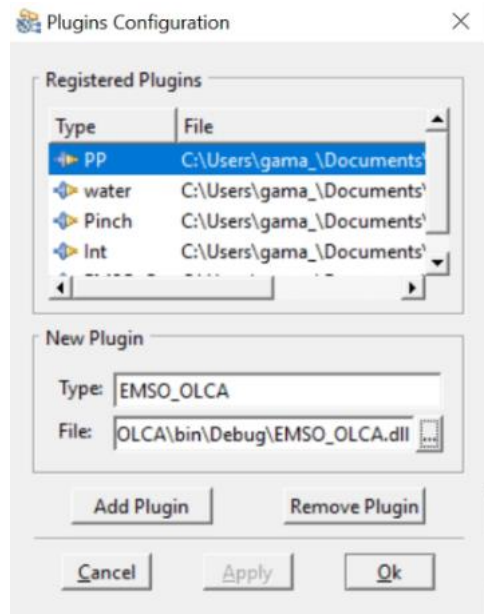 Plugins Configuration
Registered Plugins
Type File
PP C:\Users\gama_\Documents\
water C:\Users\gama_\Documents\
Pinch C:\Users\gama_\Documents\
Int C:\Users\gama_\Documents\
New Plugin
Type: EMSO_OLCA
File: OLCA\bin\Debug\EMSO_OLCA.dll ...
Add Plugin Remove Plugin
Cancel Apply Ok